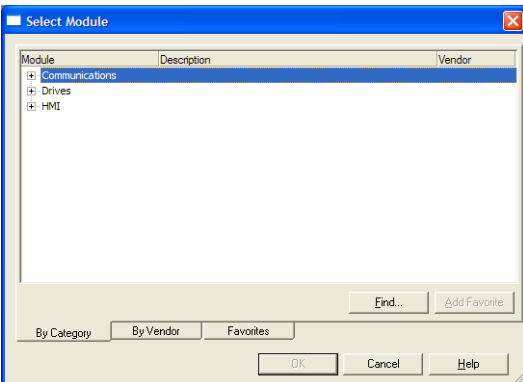 Select Module
Module Description Vendor
Communications
Drives
HMI
Find... Add Favorite
By Category By Vendor Favorites
OK Cancel Help